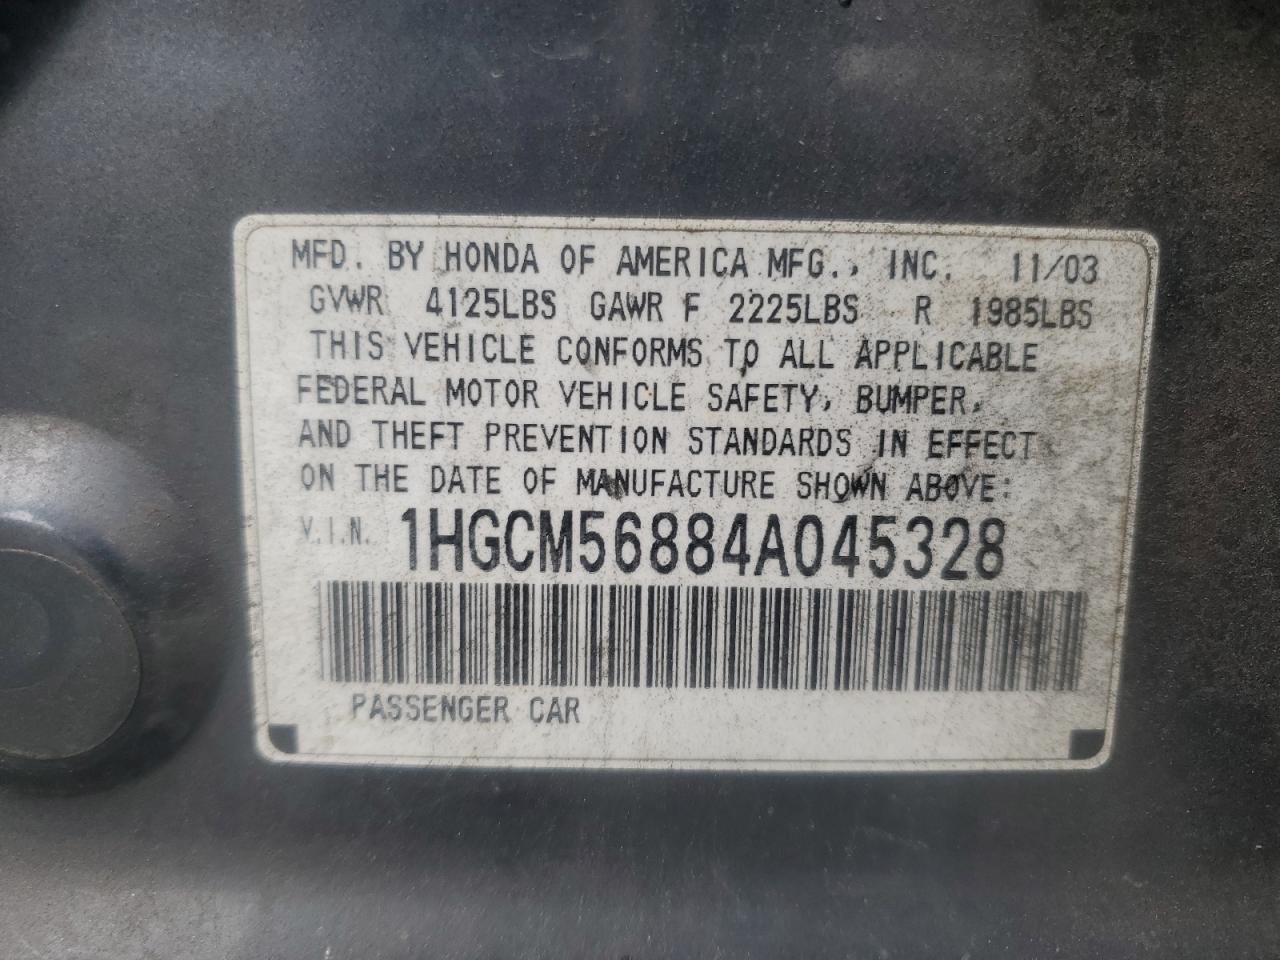 MFD. BY HONDA OF AMERICA MFG., INC. 11/03
GVWR 4125LBS GAWR F 2225LBS R 1985LBS
THIS VEHICLE CONFORMS TO ALL APPLICABLE
FEDERAL MOTOR VEHICLE SAFETY, BUMPER,
AND THEFT PREVENTION STANDARDS IN EFFECT
ON THE DATE OF MANUFACTURE SHOWN ABOVE:
V.I.N. 1HGCM56884A045328
PASSENGER CAR